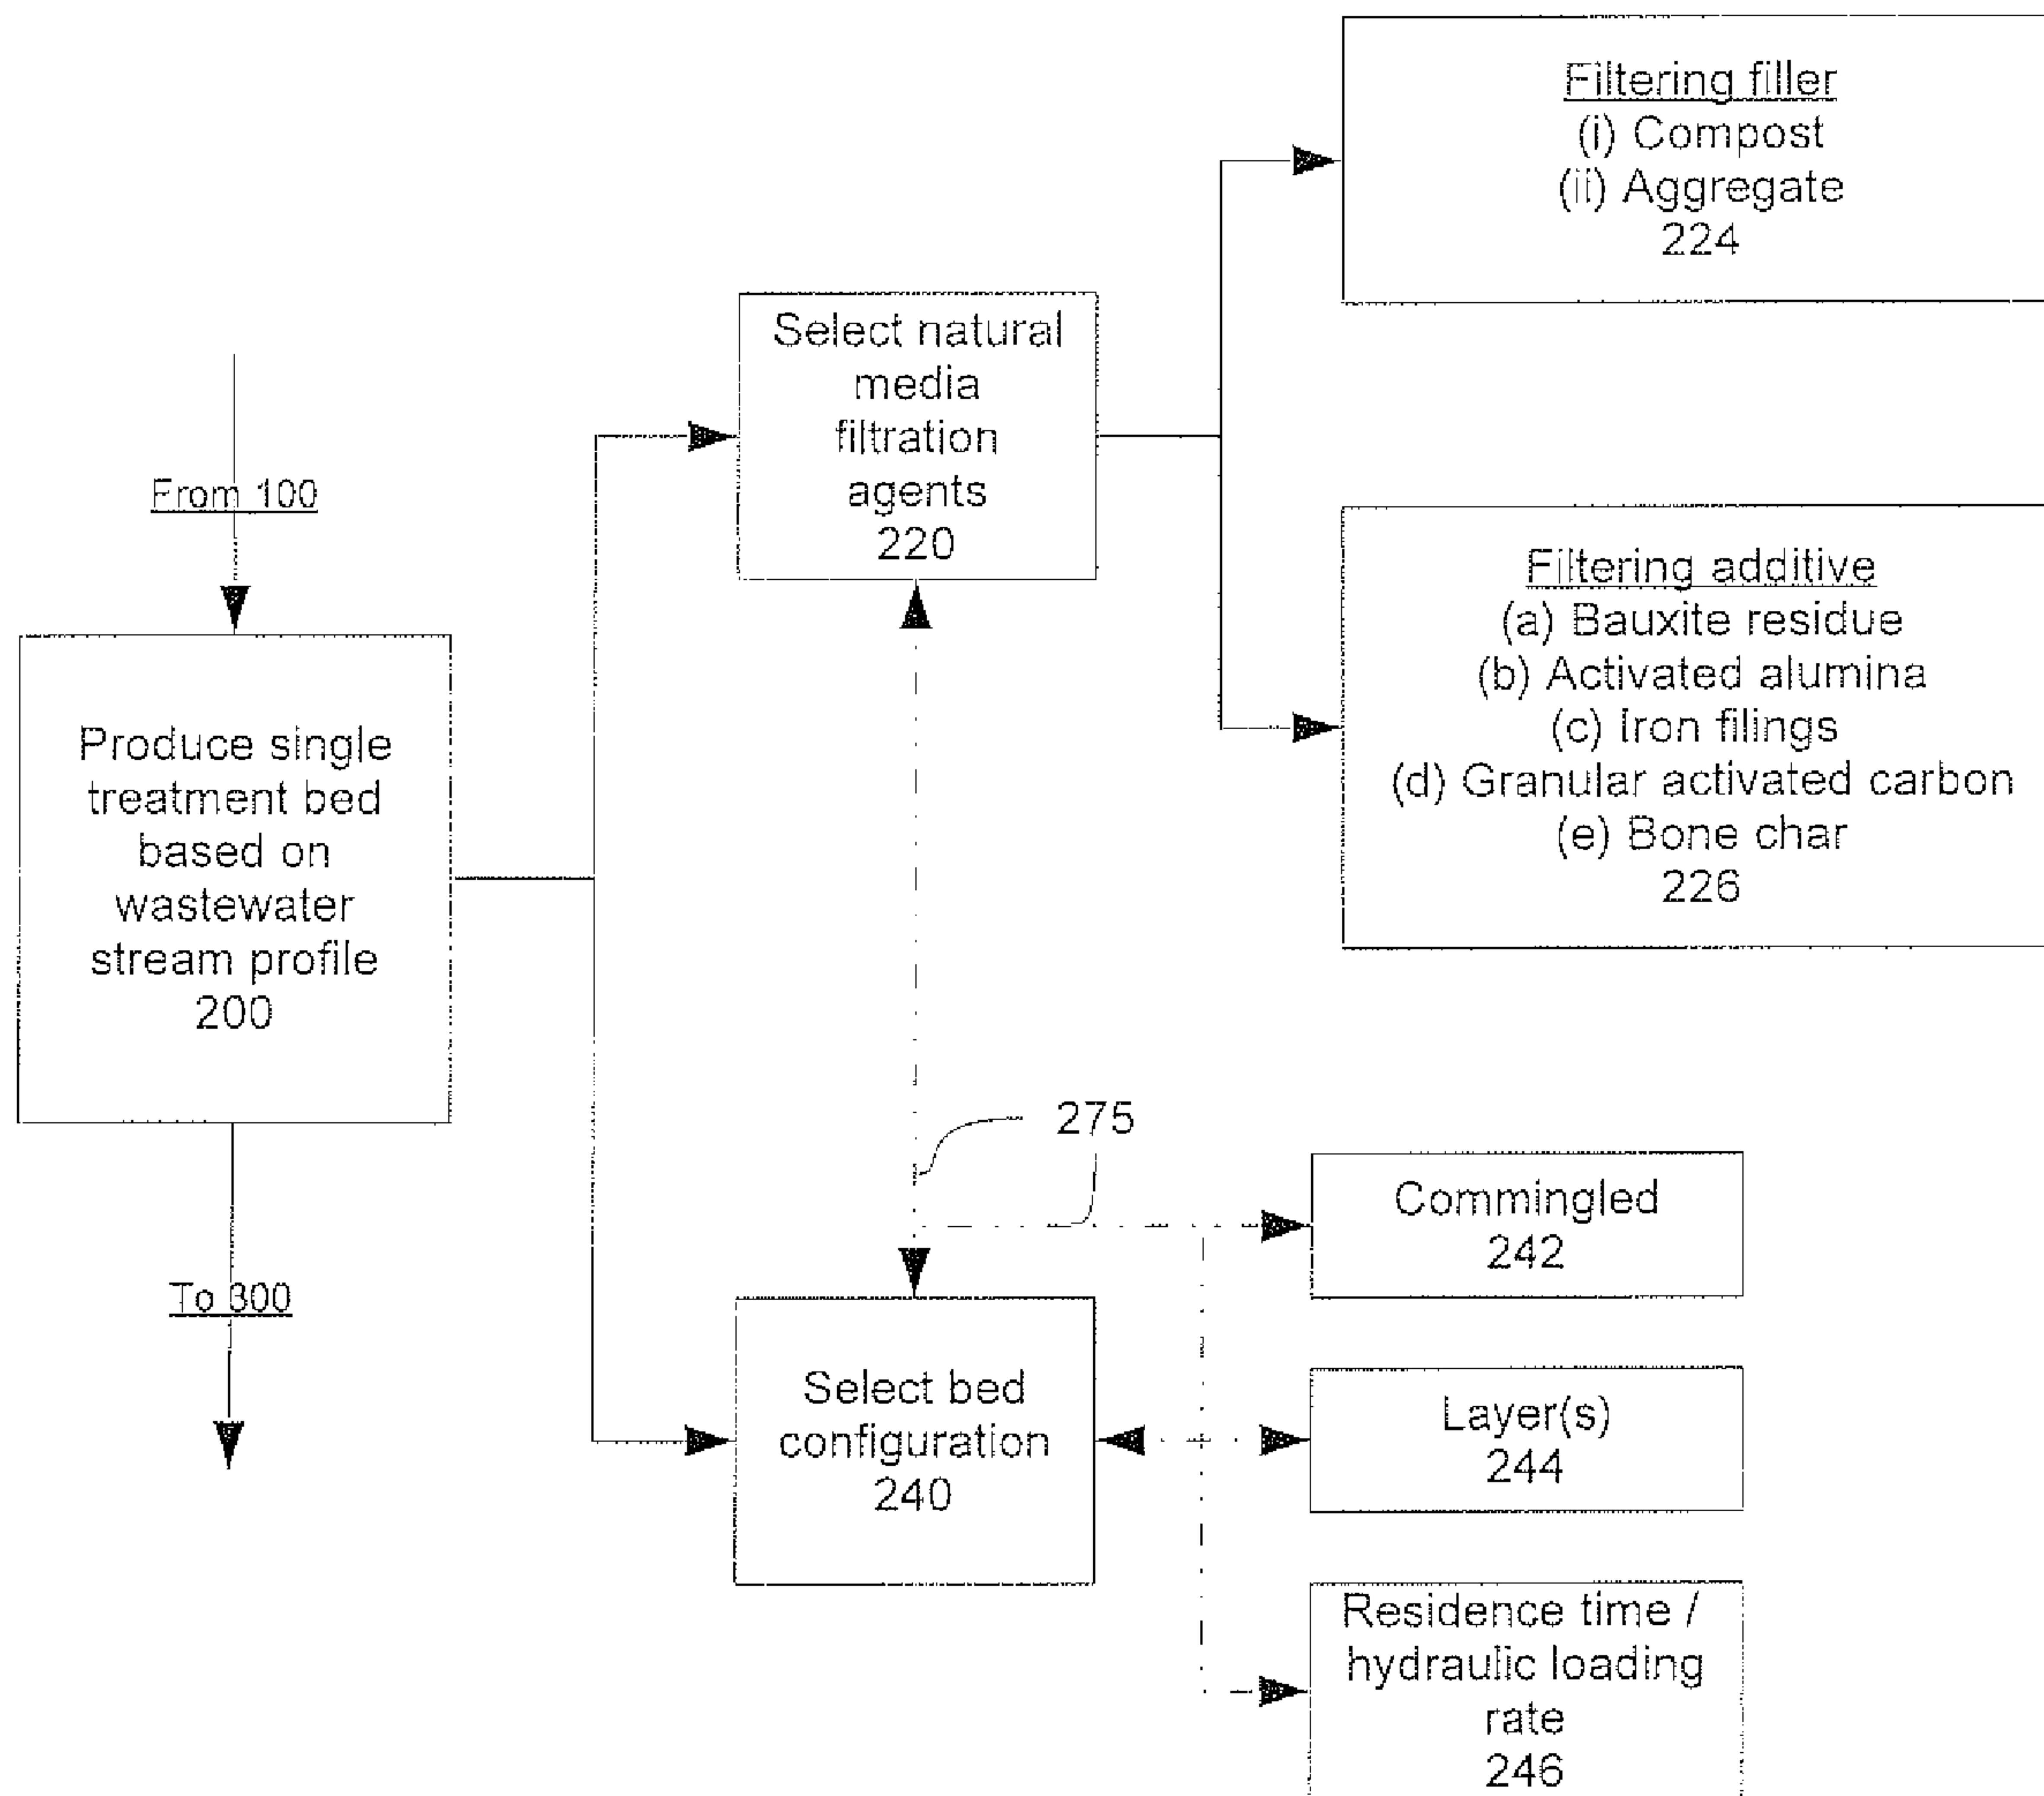 From 100
Produce single
treatment bed
based on
wastewater
stream profile
200
To 300
Select natural
media
filtration
agents
220
Filtering filler
(i) Compost
(ii) Aggregate
224
Filtering additive
(a) Bauxite residue
(b) Activated alumina
(c) Iron filings
(d) Granular activated carbon
(e) Bone char
226
275
Select bed
configuration
240
Commingled
242
Layer(s)
244
Residence time /
hydraulic loading
rate
246